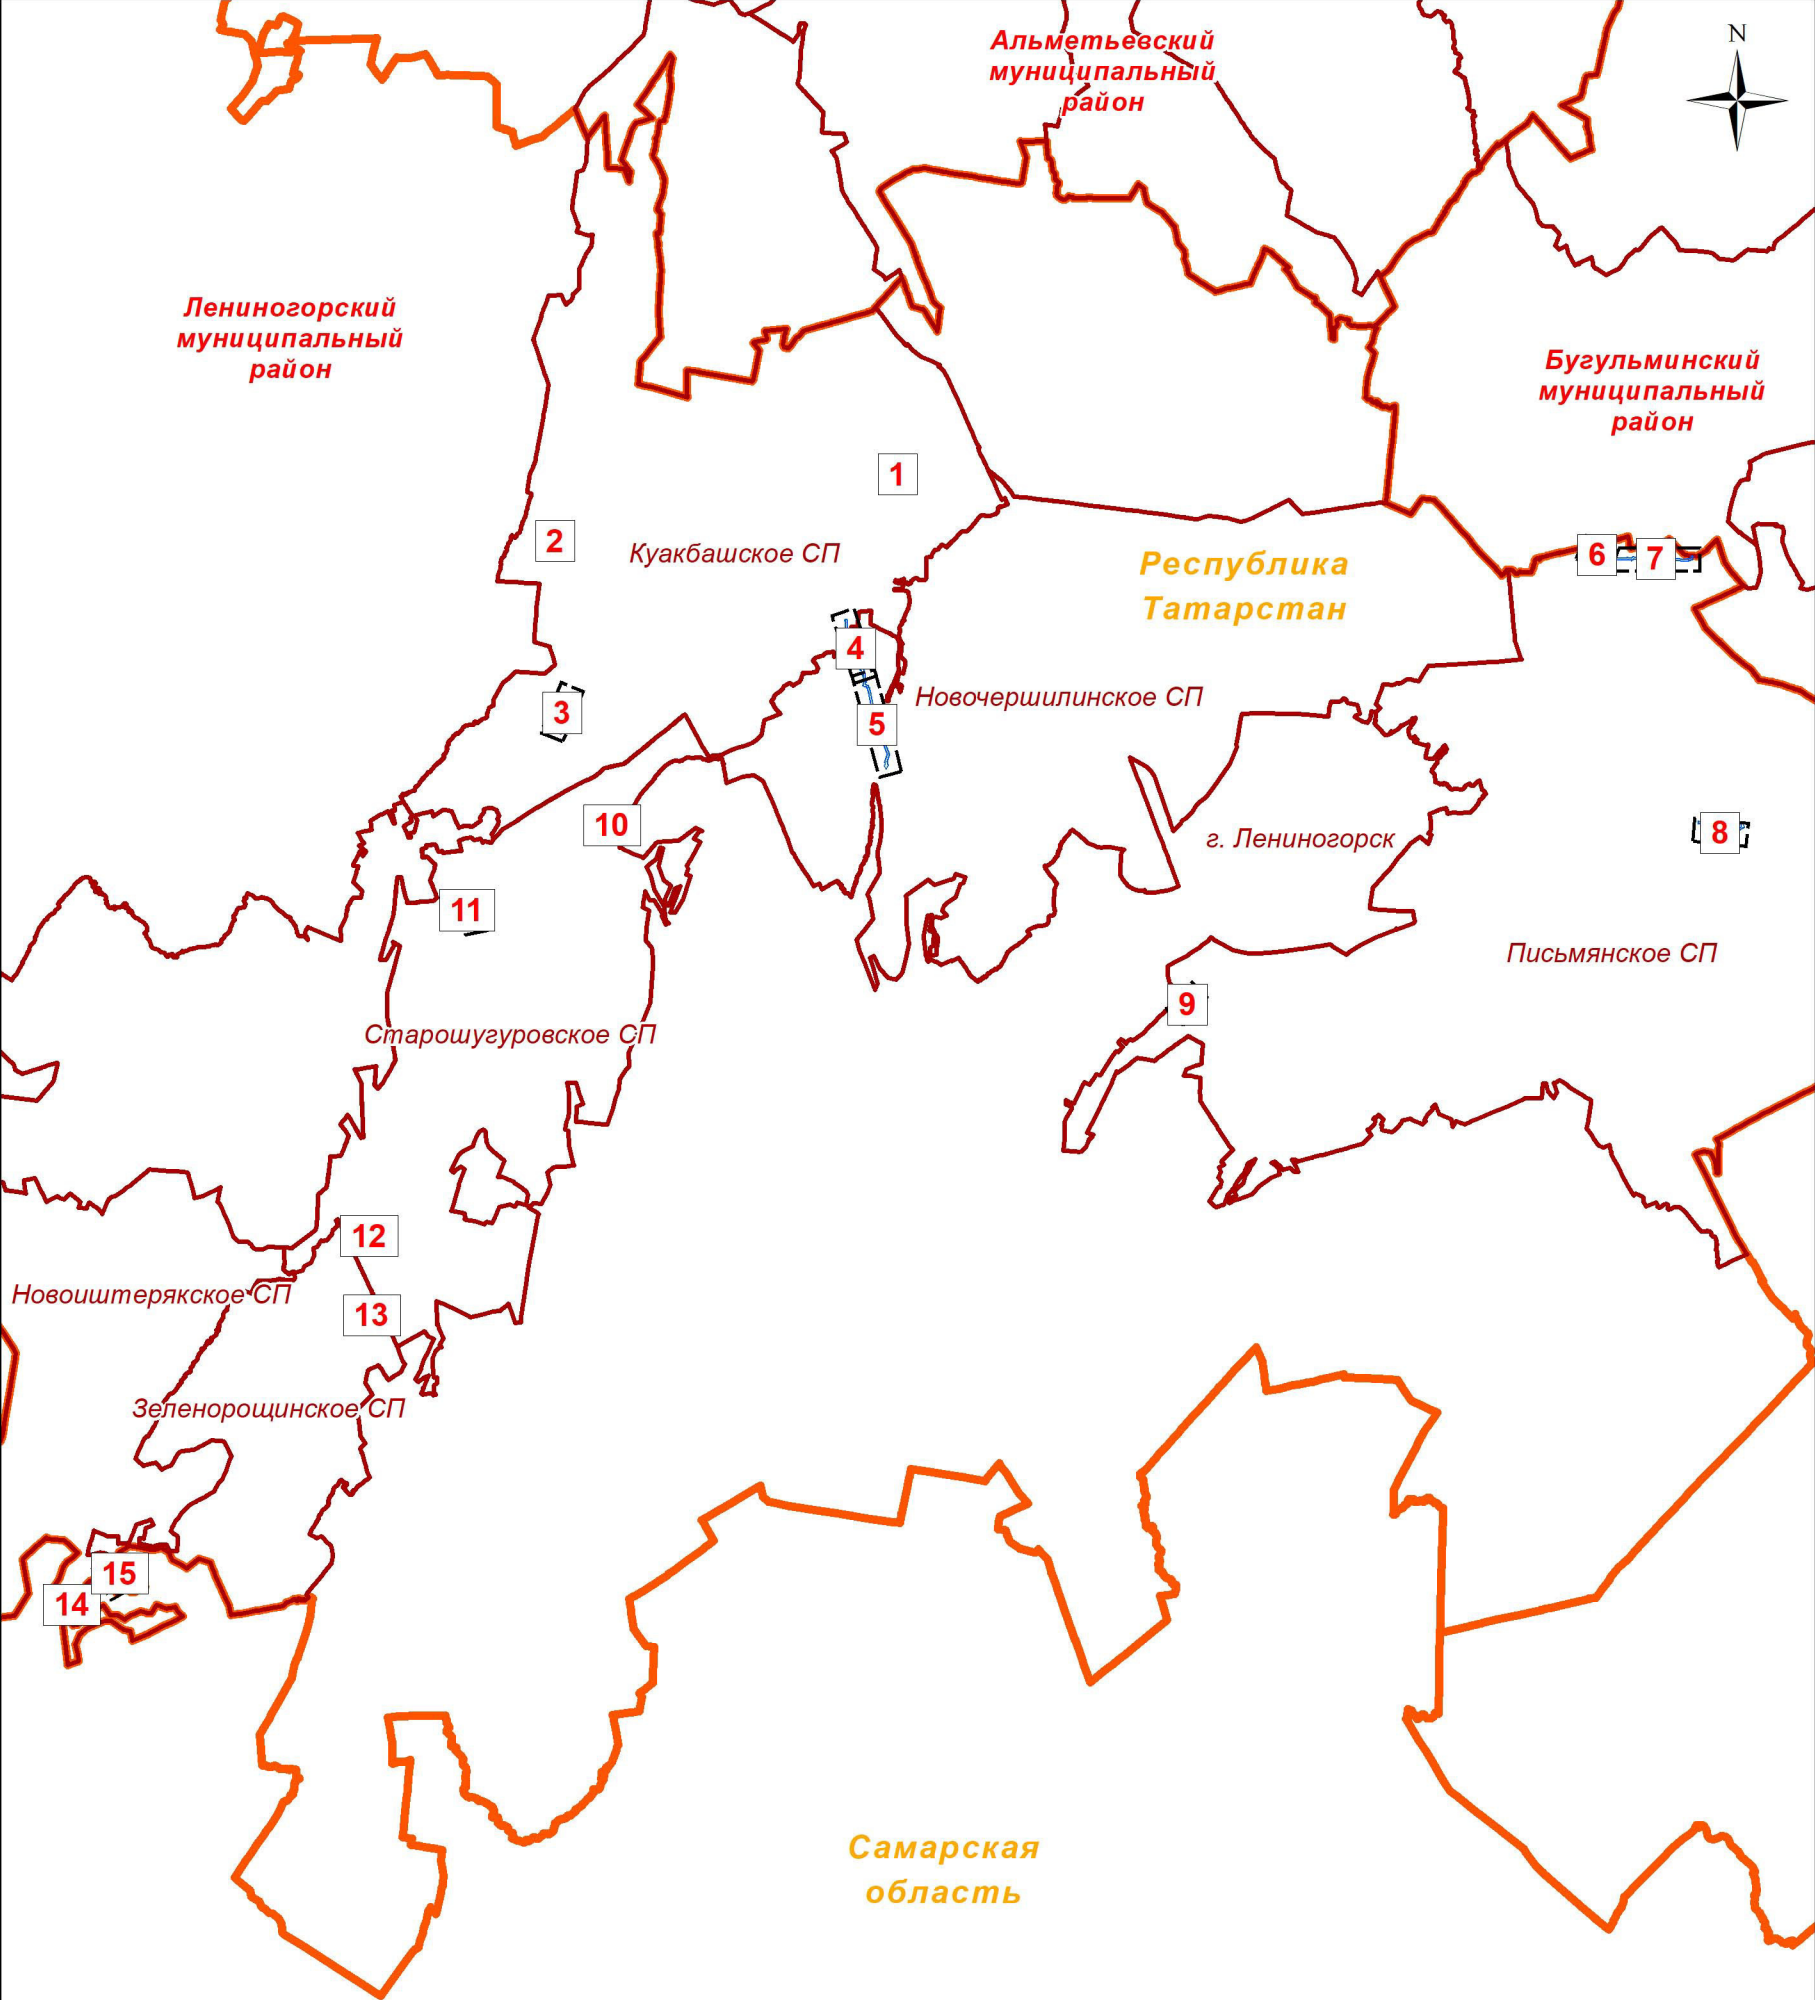 N
Альметьевский
муниципальный
район
Лениногорский
муниципальный
район
Бугульминский
муниципальный
район
1
2
Куакбашское СП
Республика
Татарстан
6
7
4
3
5
Новочершилинское СП
10
г. Лениногорск
8
11
Письмянское СП
9
Старошугуровское СП
12
Новоиштерякское СП
13
Зеленорощинское СП
15
14
Самарская
область